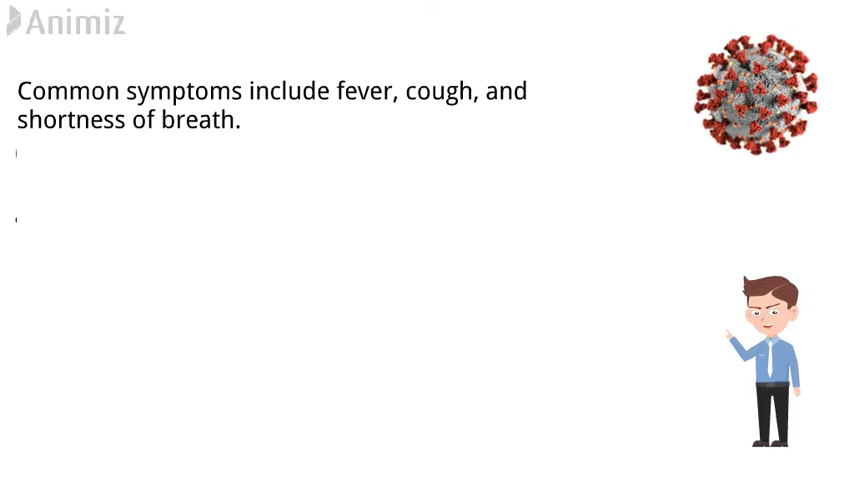 Animiz
Common symptoms include fever, cough, and
shortness of breath.